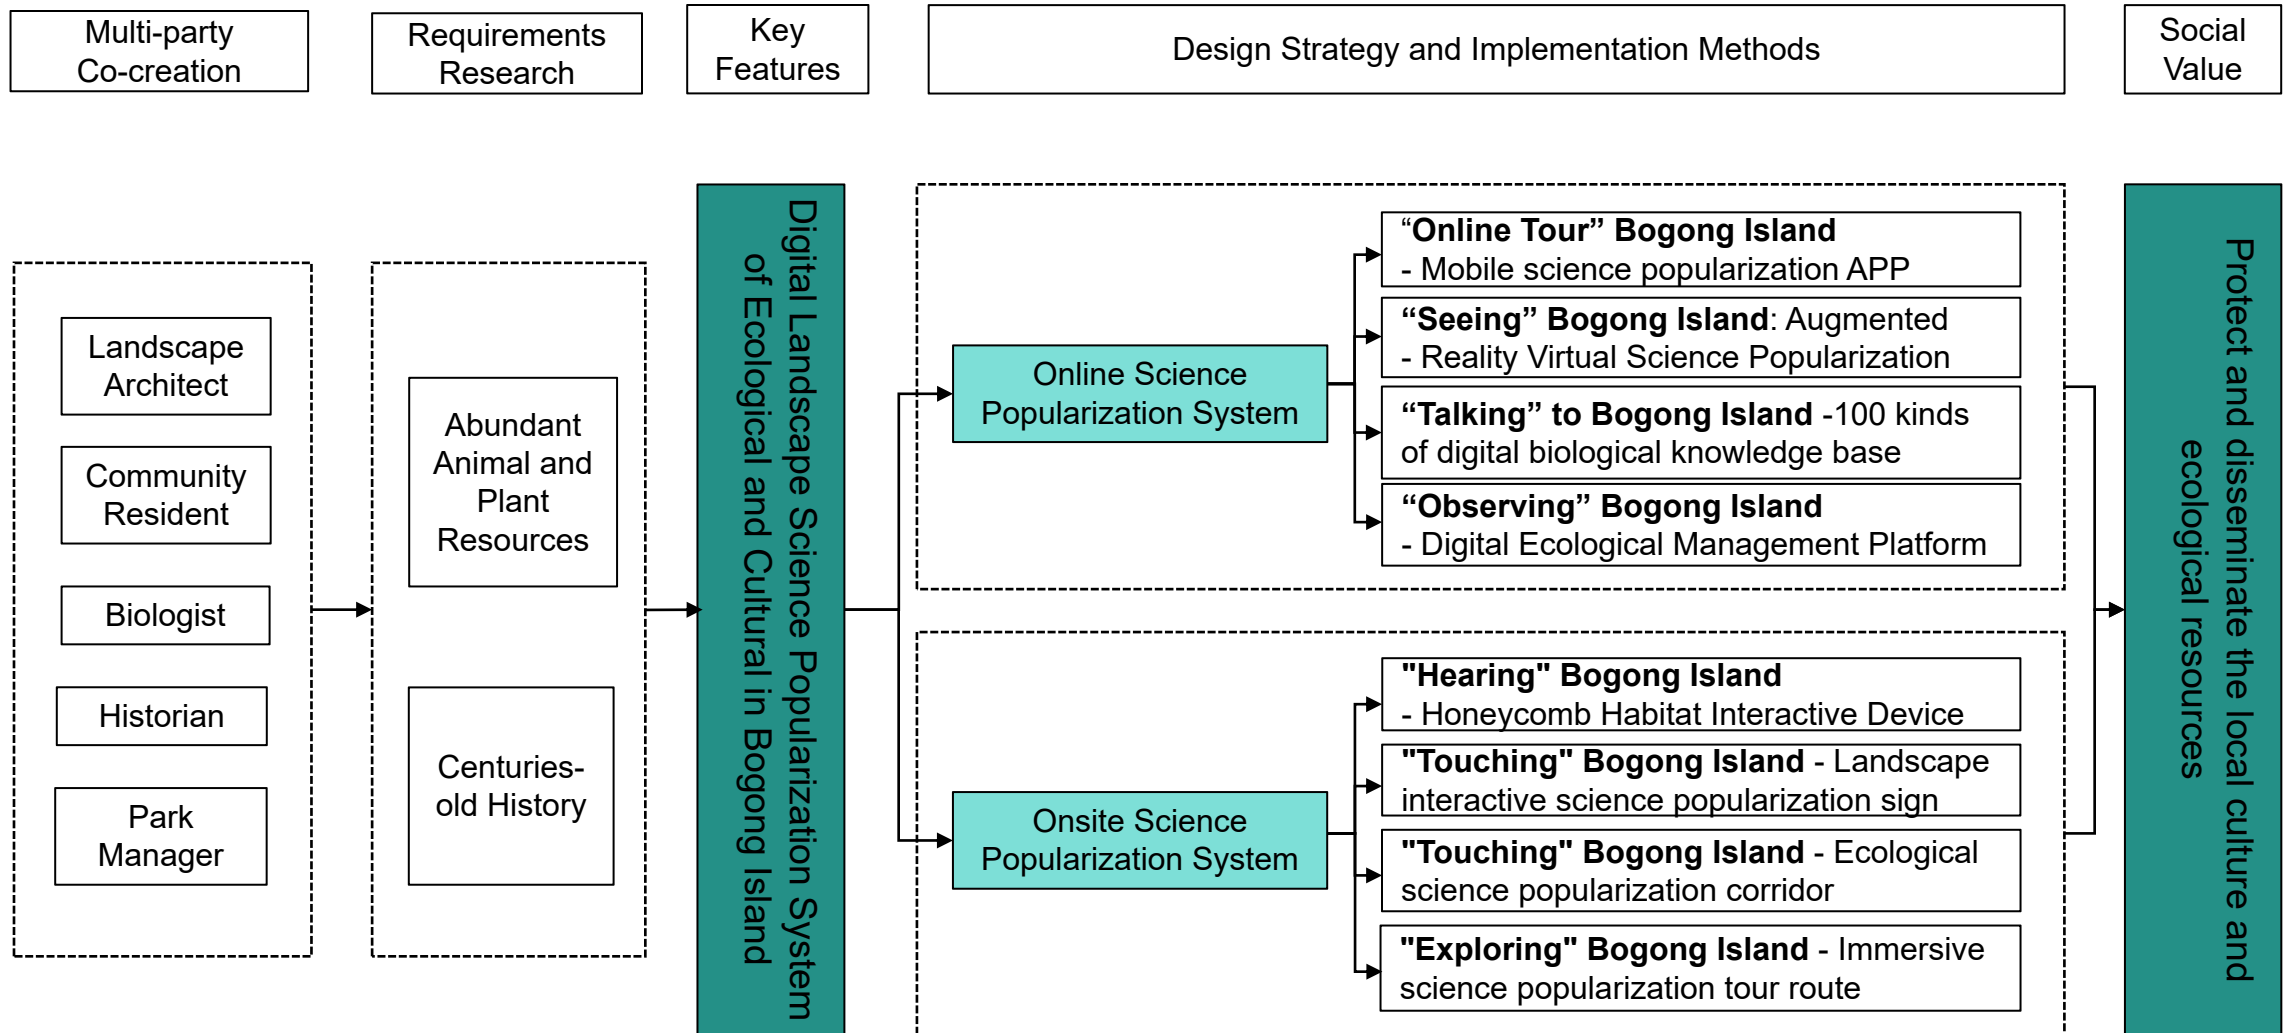 Multi-party
Co-creation
Requirements
Research
Key
Features
Design Strategy and Implementation Methods
Social
Value
Landscape
Architect
Community
Resident
Biologist
Historian
Park
Manager
Abundant
Animal and
Plant
Resources
Centuries-
old History
Digital Landscape Science Popularization System
of Ecological and Cultural in Bogong Island
Online Science
Popularization System
“Online Tour” Bogong Island
- Mobile science popularization APP
“Seeing” Bogong Island: Augmented
- Reality Virtual Science Popularization
“Talking” to Bogong Island -100 kinds
of digital biological knowledge base
“Observing” Bogong Island
- Digital Ecological Management Platform
Onsite Science
Popularization System
"Hearing" Bogong Island
- Honeycomb Habitat Interactive Device
"Touching" Bogong Island - Landscape
interactive science popularization sign
"Touching" Bogong Island - Ecological
science popularization corridor
"Exploring" Bogong Island - Immersive
science popularization tour route
Protect and disseminate the local culture and
ecological resources